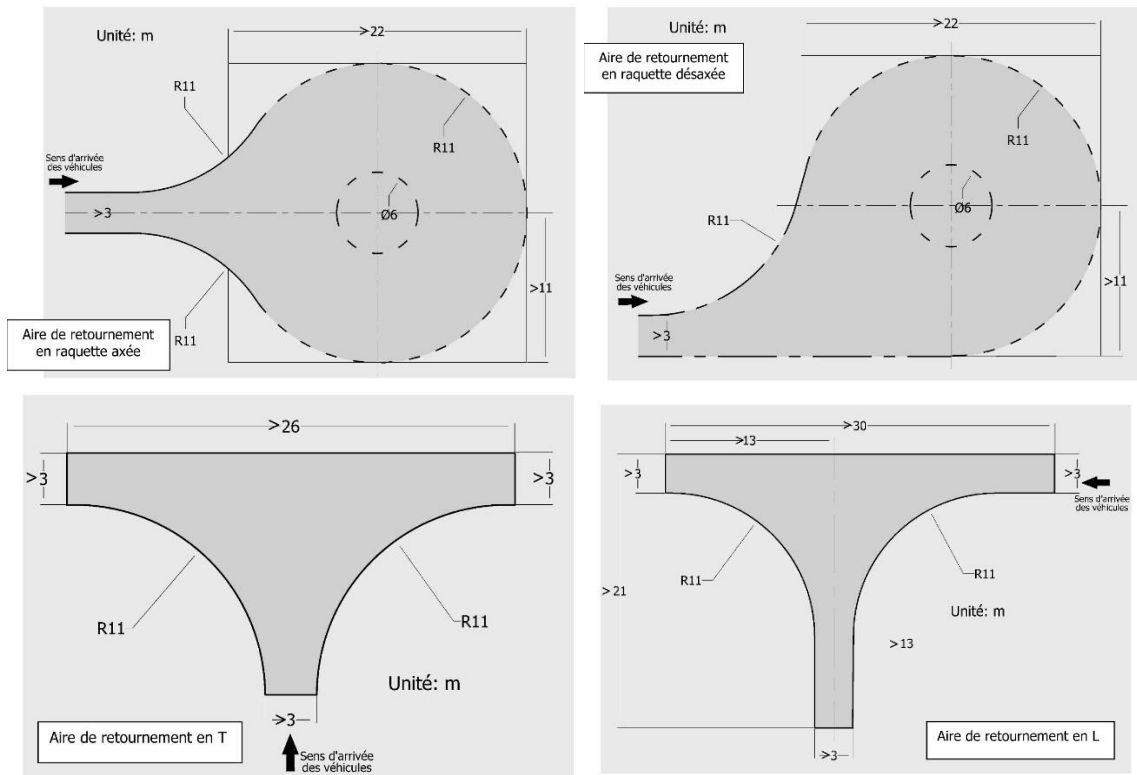 Unité: m
>22
R11
R11
Sens d'arrivée
des véhicules
>3
Ø6
>11
R11
Aire de retournement
en raquette axée
Unité: m
>22
Aire de retournement
en raquette désaxée
R11
R11
Ø6
Sens d'arrivée
des véhicules
>3
>11
>26
>3
>3
R11
R11
Unité: m
>3
Aire de retournement en T
Sens d'arrivée
des véhicules
>30
>13
>3
>3
Sens d'arrivée
des véhicules
R11
R11
>21
Unité: m
>13
>3
Aire de retournement en L